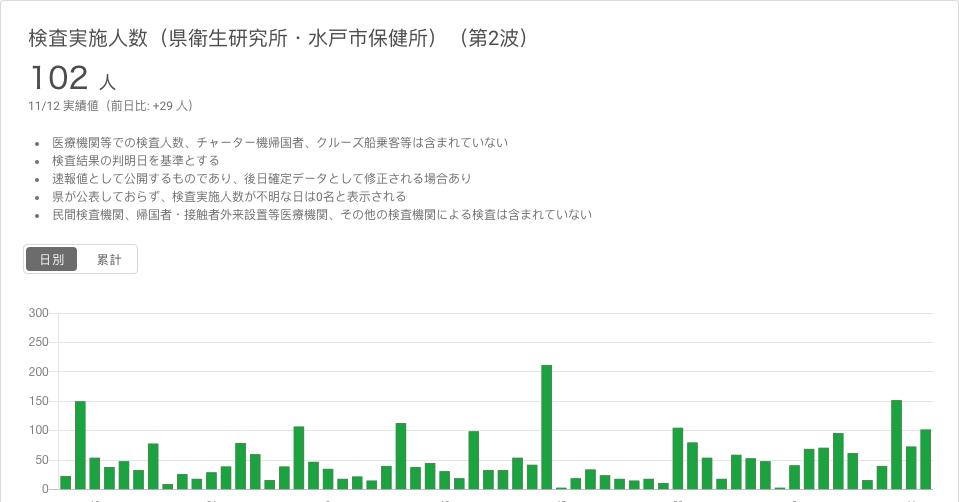 検査実施人数（県衛生研究所・水戸市保健所）（第2波）
102 人
11/12 実績値（前日比: +29 人）
• 医療機関等での検査人数、チャーター機帰国者、クルーズ船乗客等は含まれていない
• 検査結果の判明日を基準とする
• 速報値として公開するものであり、後日確定データとして修正される場合あり
• 県が公表しておらず、検査実施人数が不明な日は0名と表示される
• 民間検査機関、帰国者・接触者外来設置等医療機関、その他の検査機関による検査は含まれていない
日別 累計
300
250
200
150
100
50
0